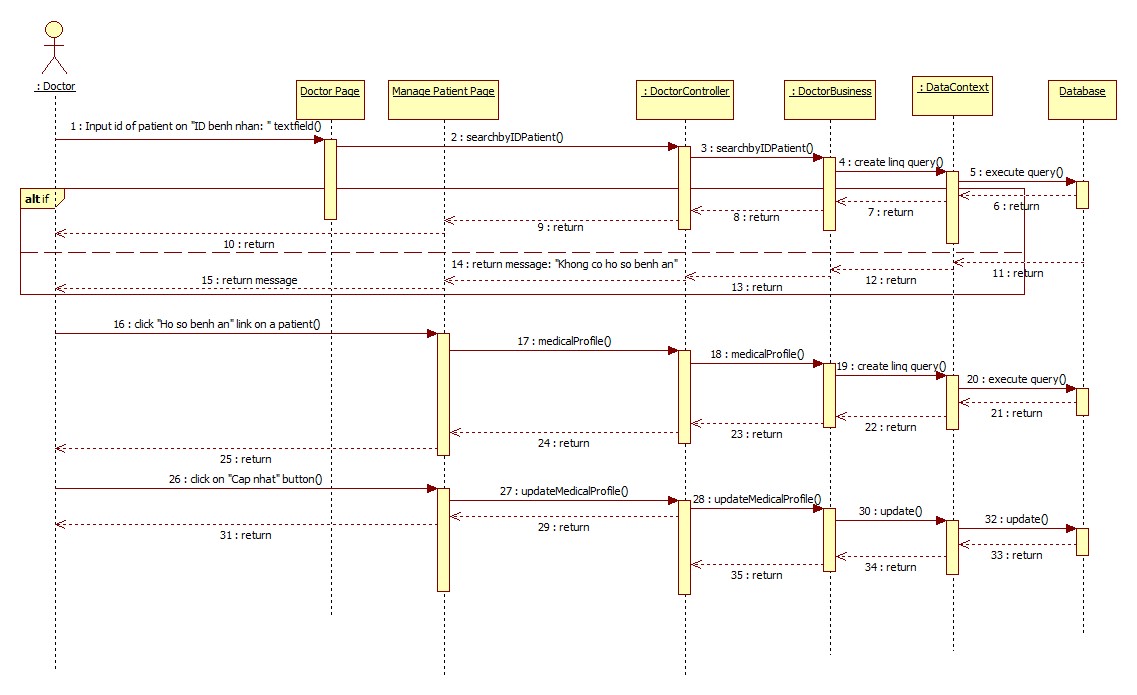 : Doctor
Doctor Page
Manage Patient Page
: DoctorController
: DoctorBusiness
: DataContext
Database
1 : Input id of patient on "ID benh nhan: " textfield()
2 : searchbyIDPatient()
3 : searchbyIDPatient()
4 : create linq query()
5 : execute query()
alt if
6 : return
7 : return
8 : return
9 : return
10 : return
11 : return
12 : return
13 : return
14 : return message: "Khong co ho so benh an"
15 : return message
16 : click "Ho so benh an" link on a patient()
17 : medicalProfile()
18 : medicalProfile()
19 : create linq query()
20 : execute query()
21 : return
22 : return
23 : return
24 : return
25 : return
26 : click on "Cap nhat" button()
27 : updateMedicalProfile()
28 : updateMedicalProfile()
29 : return
30 : update()
31 : return
32 : update()
33 : return
34 : return
35 : return